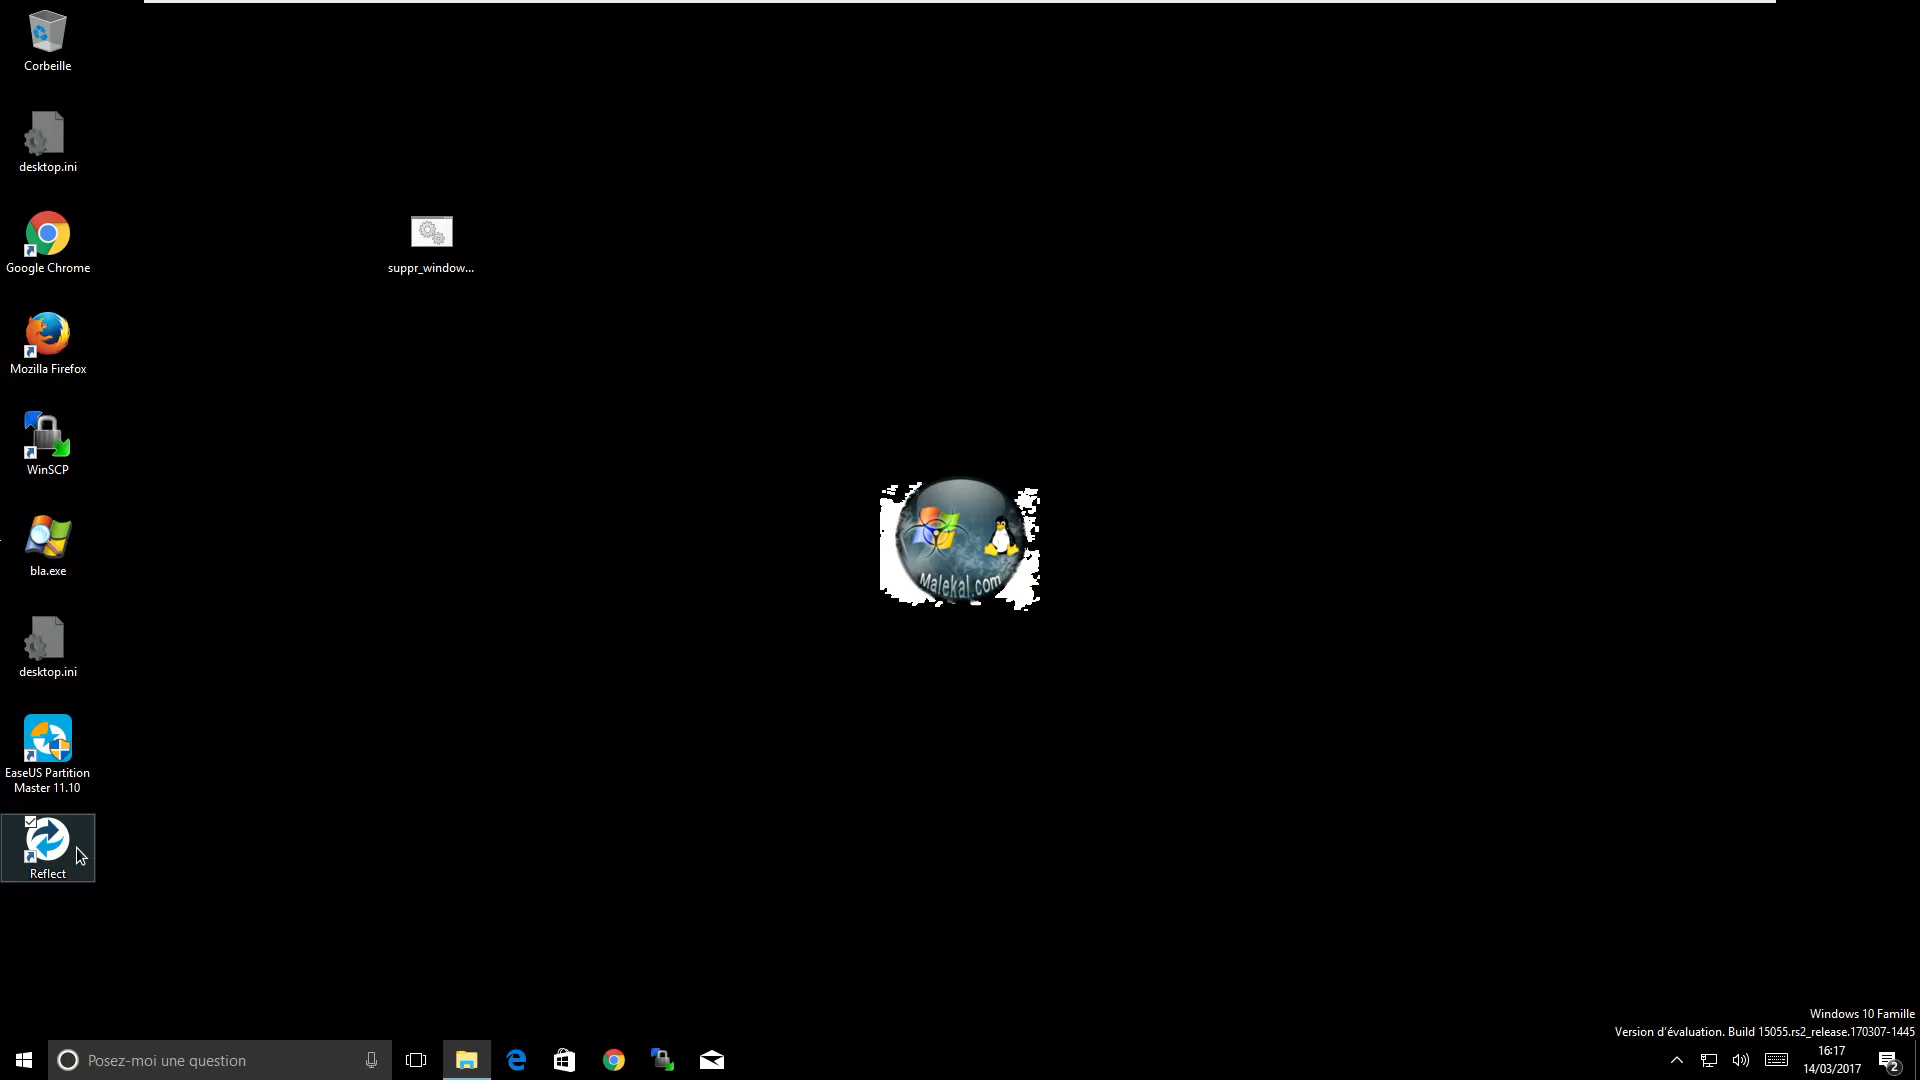 Corbeille
desktop.ini
Google Chrome
suppr_window...
Mozilla Firefox
WinSCP
bla.exe
desktop.ini
EaseUS Partition
Master 11.10
Reflect
Malekal.com
Windows 10 Famille
Version d'évaluation. Build 15055.rs2_release.170307-1445
Posez-moi une question
16:17
14/03/2017
2